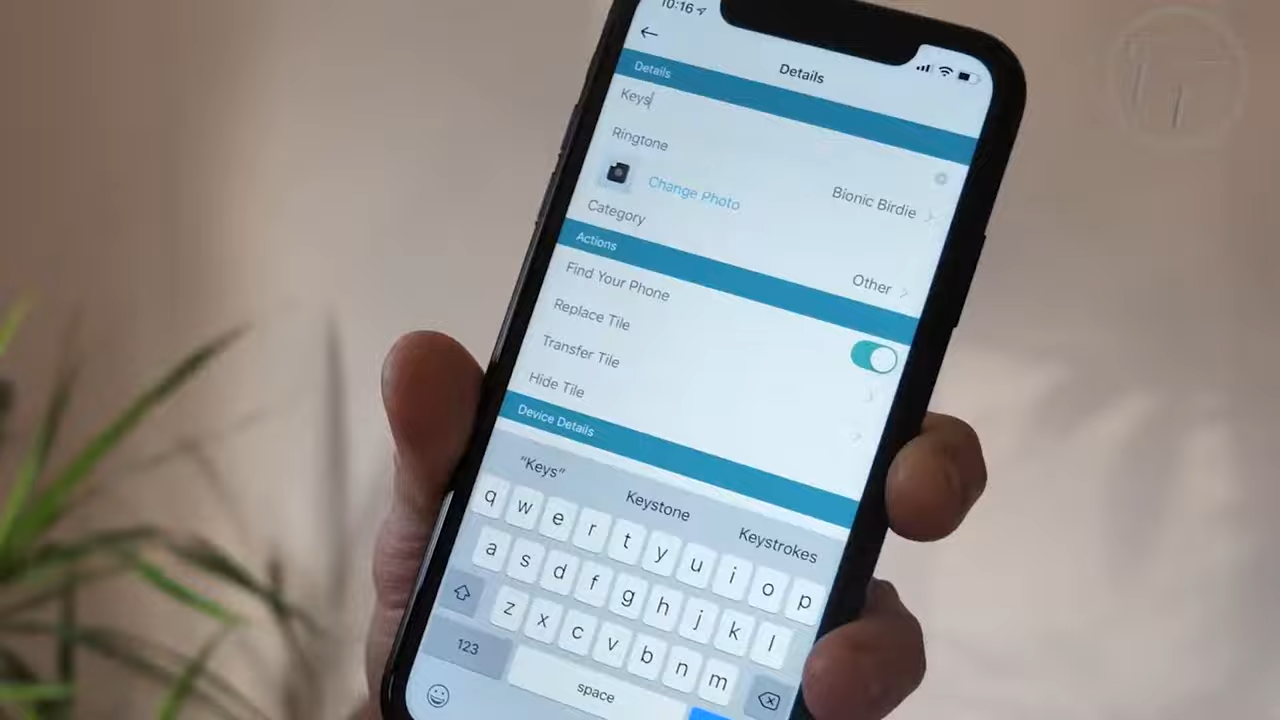 10:16
Details
Details
Keys
Ringtone
Bionic Birdie
Change Photo
Category
Other
Actions
Find Your Phone
Replace Tile
Transfer Tile
Hide Tile
Device Details
“Keys” Keystone Keystrokes
q w e r t y u i o p
a s d f g h j k l
z x c v b n m
123 space